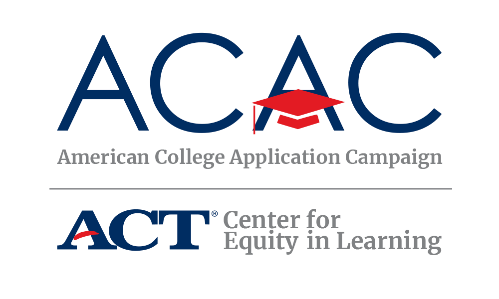 ACAC
American College Application Campaign
ACT® Center for
Equity in Learning